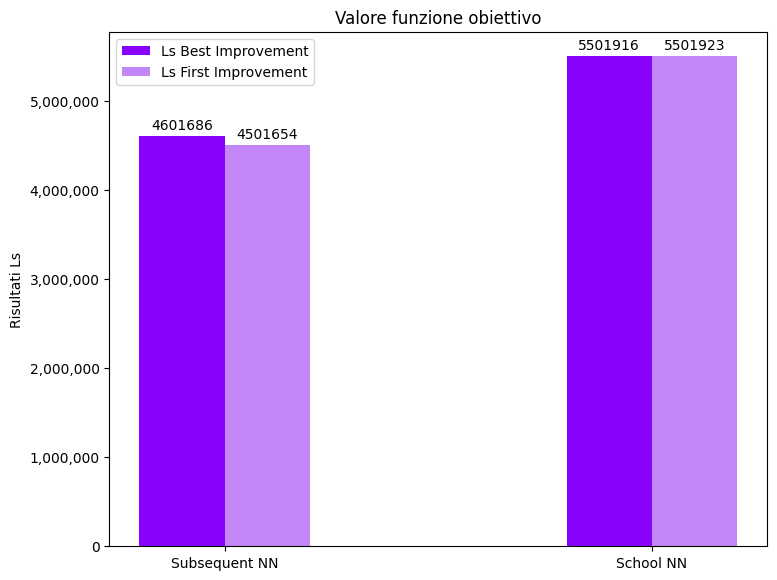 Valore funzione obiettivo
Ls Best Improvement
Ls First Improvement
4601686
4501654
5501916
5501923
Risultati Ls
5,000,000
4,000,000
3,000,000
2,000,000
1,000,000
0
Subsequent NN
School NN